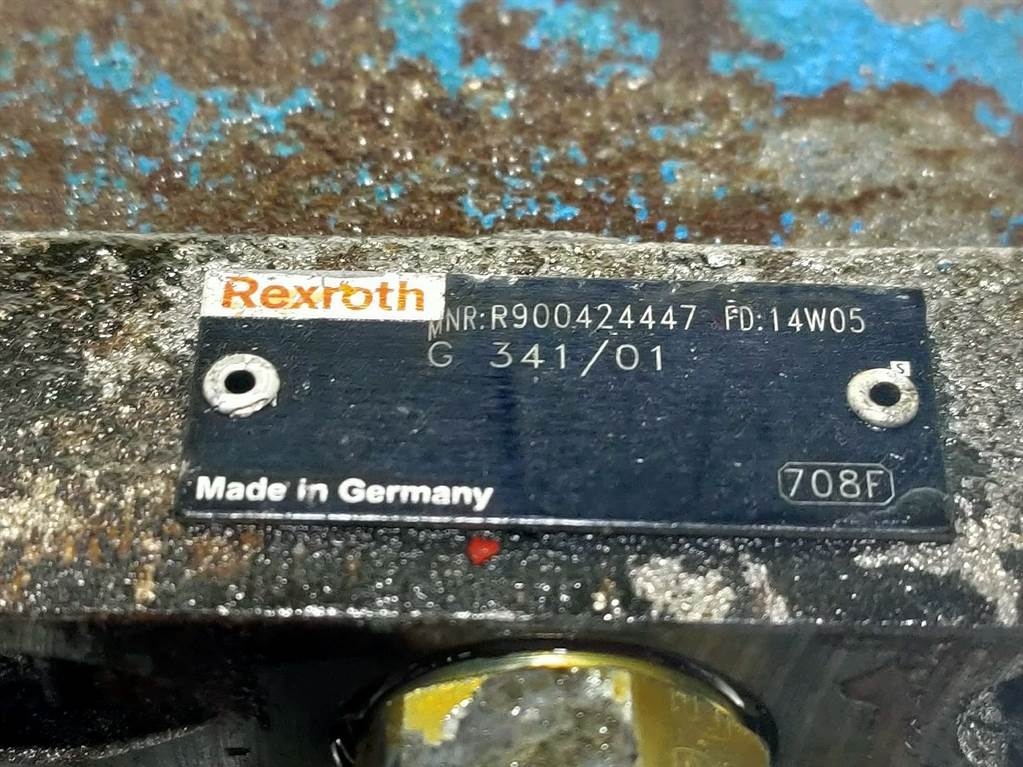 Rexroth
MNR:R900424447 FD:14W05
G 341/01
S
Made in Germany
708F